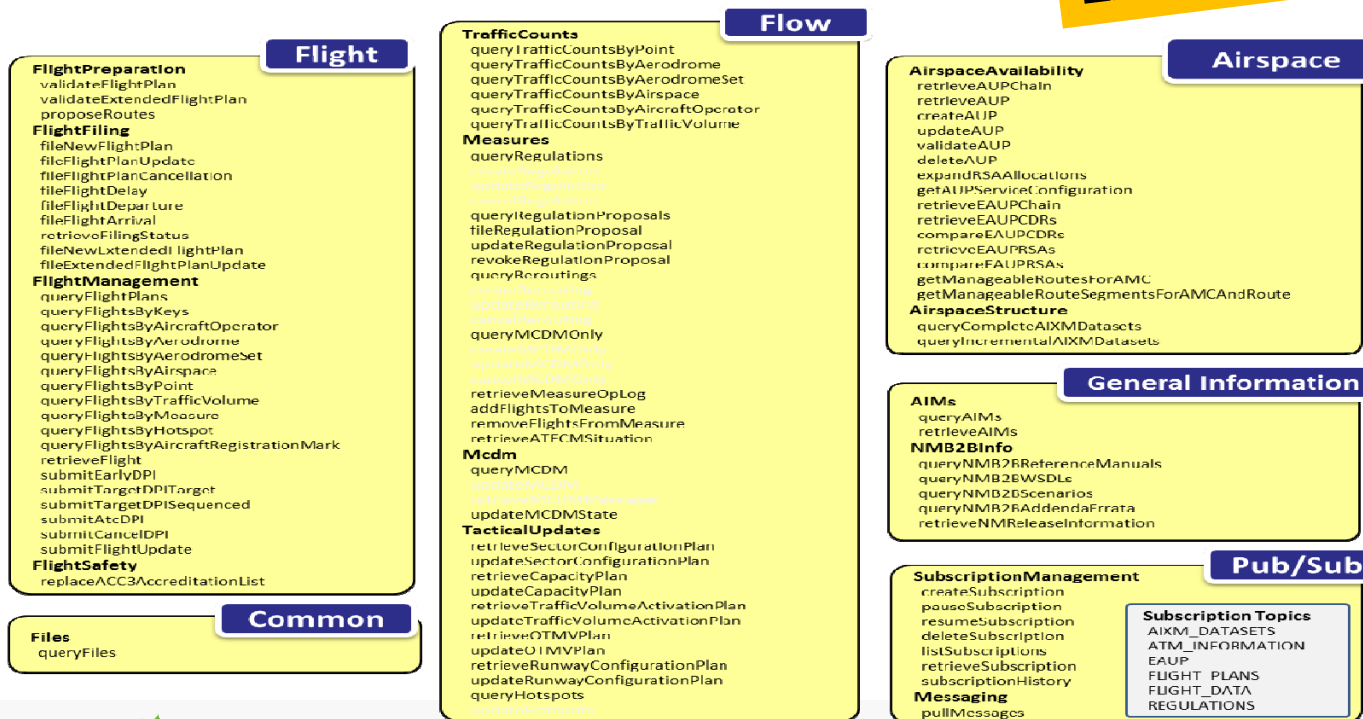 Flight
FlightPreparation
validateFlightPlan
validateExtendedFlightPlan
proposeRoutes
FlightFiling
fileNewFlightPlan
fileFlightPlanUpdate
fileFlightPlanCancellation
fileFlightDelay
fileFlightDeparture
fileFlightArrival
retrieveFilingStatus
fileNewExtendedFlightPlan
fileExtendedFlightPlanUpdate
FlightManagement
queryFlightPlans
queryFlightsByKeys
queryFlightsByAircraftOperator
queryFlightsByAerodrome
queryFlightsByAerodromeSet
queryFlightsByAirspace
queryFlightsByPoint
queryFlightsByTrafficVolume
queryFlightsByMeasure
queryFlightsByHotspot
queryFlightsByAircraftRegistrationMark
retrieveFlight
submitEarlyDPI
submitTargetDPITarget
submitTargetDPISequenced
submitAtcDPI
submitCancelDPI
submitFlightUpdate
FlightSafety
replaceACC3AccreditationList
Common
Files
queryFiles
Flow
TrafficCounts
queryTrafficCountsByPoint
queryTrafficCountsByAerodrome
queryTrafficCountsByAerodromeSet
queryTrafficCountsByAirspace
queryTrafficCountsByAircraftOperator
queryTrafficCountsByTrafficVolume
Measures
queryRegulations
queryRegulationProposals
fileRegulationProposal
updateRegulationProposal
revokeRegulationProposal
queryReroutings
queryMCDMOnly
retrieveMeasureOpLog
addFlightsToMeasure
removeFlightsFromMeasure
retrieveATFCMSituation
Mcdm
queryMCDM
updateMCDMState
TacticalUpdates
retrieveSectorConfigurationPlan
updateSectorConfigurationPlan
retrieveCapacityPlan
updateCapacityPlan
retrieveTrafficVolumeActivationPlan
updateTrafficVolumeActivationPlan
retrieveOTMVPlan
updateOTMVPlan
retrieveRunwayConfigurationPlan
updateRunwayConfigurationPlan
queryHotspots
Airspace
AirspaceAvailability
retrieveAUPChain
retrieveAUP
createAUP
updateAUP
validateAUP
deleteAUP
expandRSAAllocations
getAUPServiceConfiguration
retrieveEAUPChain
retrieveEAUPCDRs
compareEAUPCDRs
retrieveEAUPRSAs
compareEAUPRSAs
getManageableRoutesForAMC
getManageableRouteSegmentsForAMCAndRoute
AirspaceStructure
queryCompleteAIXMDatasets
queryIncrementalAIXMDatasets
General Information
AIMs
queryAIMs
retrieveAIMs
NMB2BInfo
queryNMB2BReferenceManuals
queryNMB2BWSDLs
queryNMB2BScenarios
queryNMB2BAddendaErrata
retrieveNMReleaseInformation
Pub/Sub
SubscriptionManagement
createSubscription
pauseSubscription
resumeSubscription
deleteSubscription
listSubscriptions
retrieveSubscription
subscriptionHistory
Messaging
pullMessages
Subscription Topics
AIXM_DATASETS
ATM_INFORMATION
EAUP
FLIGHT_PLANS
FLIGHT_DATA
REGULATIONS